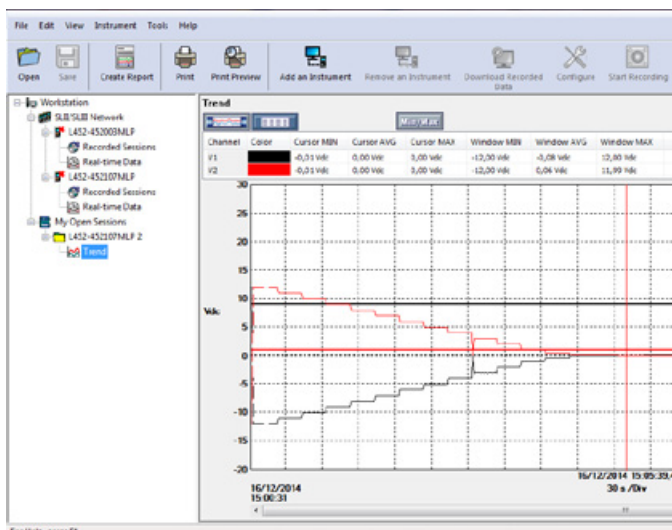 File Edit View Instrument Tools Help
Open Save Create Report Print Print Preview Add an Instrument Remove an Instrument Download Recorded Data Configure Start Recording
Workstation
Network
L452-452003MLP
Recorded Sessions
Real-time Data
L452-452107MLP
Recorded Sessions
Real-time Data
My Open Sessions
L452-452107MLP 2
Trend
Trend
Min/Max
Channel Color Cursor MIN Cursor AVG Cursor MAX Window MIN Window AVG Window MAX
V1 -0,01 Vdc 0,00 Vdc 0,00 Vdc -12,00 Vdc -3,08 Vdc 12,00 Vdc
V2 -0,01 Vdc 0,00 Vdc 0,00 Vdc -12,00 Vdc 0,06 Vdc 11,99 Vdc
30
25
20
15
10
Vdc
5
0
-5
-10
-15
-20
16/12/2014
15:00:31
16/12/2014 15:05:39,4
30 s /Div